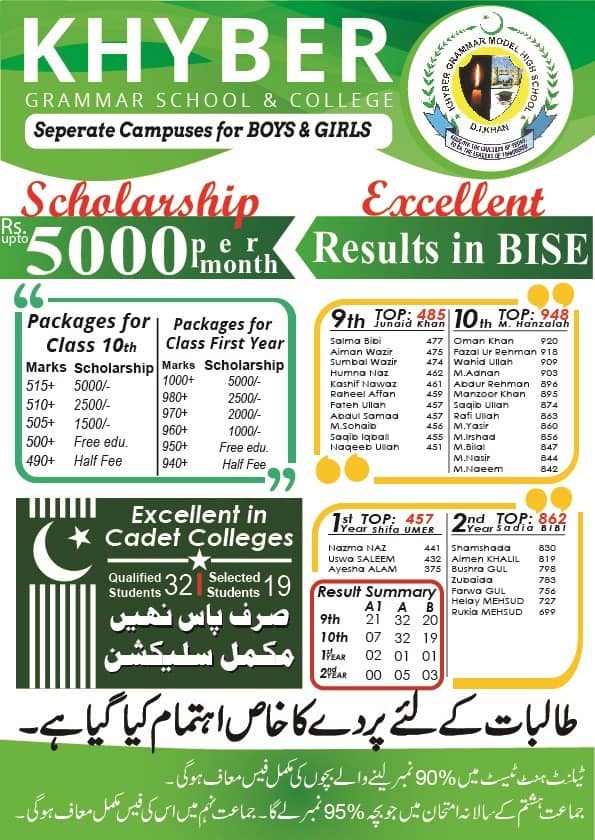 KHYBER
GRAMMAR SCHOOL & COLLEGE
Seperate Campuses for BOYS & GIRLS
KHYBER GRAMMAR MODEL HIGH SCHOOL
D.I.KHAN
Scholarship
Rs. upto 5000 per month
Excellent
Results in BISE
Packages for
Class 10th
Marks Scholarship
515+ 5000/-
510+ 2500/-
505+ 1500/-
500+ Free edu.
490+ Half Fee
Packages for
Class First Year
Marks Scholarship
1000+ 5000/-
980+ 2500/-
970+ 2000/-
960+ 1000/-
950+ Free edu.
940+ Half Fee
9th TOP: 485
Junaid Khan
Salma Bibi 477
Aiman Wazir 475
Sumbal Wazir 474
Humna Naz 462
Kashif Nawaz 461
Raheel Affan 459
Fateh Ullah 457
Abdul Samad 457
M.Sohaib 456
Saqib Iqball 455
Naqeeb Ullah 451
10th TOP: 948
M. Hanzalah
Oman Khan 920
Fazal Ur Rehman 918
Wahid Ullah 909
M.Adnan 903
Abdur Rehman 896
Manzoor Khan 895
Saqib Ullah 874
Rafi Ullah 863
M.Yasir 860
M.Irshad 856
M.Bilal 847
M.Nasir 844
M.Naeem 842
Excellent in
Cadet Colleges
Qualified Students 32
Selected Students 19
صرف پاس نھیں
مکمل سلیکشن
1st Year TOP: 457
Shifa UMER
Nazma NAZ 441
Uswa SALEEM 432
Ayesha ALAM 375
2nd Year TOP: 862
Sadia BIBI
Shamshada 830
Aimen KHALIL 819
Bushra GUL 798
Zubaida 783
Farwa GUL 756
Helay MEHSUD 727
Rukia MEHSUD 699
Result Summary
A1 A B
9th 21 32 20
10th 07 32 19
1st YEAR 02 01 01
2nd YEAR 00 05 03
طالبات کے لئے پردے کا خاص اہتمام کیا گیا ہے۔
ٹیلنٹ ہنٹ ٹیسٹ میں %90 نمبر لینے والے بچوں کی مکمل فیس معاف ہوگی۔
جماعت ہشتم کے سالانہ امتحان میں جو بچہ %95 نمبر لے گا۔ جماعت نہم میں اس کی فیس مکمل معاف ہوگی۔